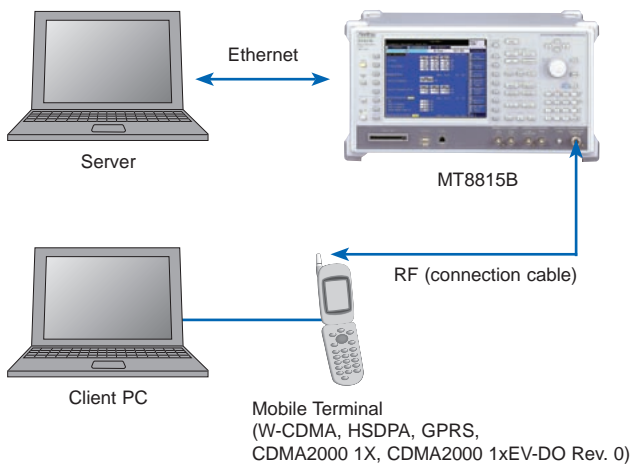 Ethernet
Server
MT8815B
RF (connection cable)
Client PC
Mobile Terminal
(W-CDMA, HSDPA, GPRS,
CDMA2000 1X, CDMA2000 1xEV-DO Rev. 0)